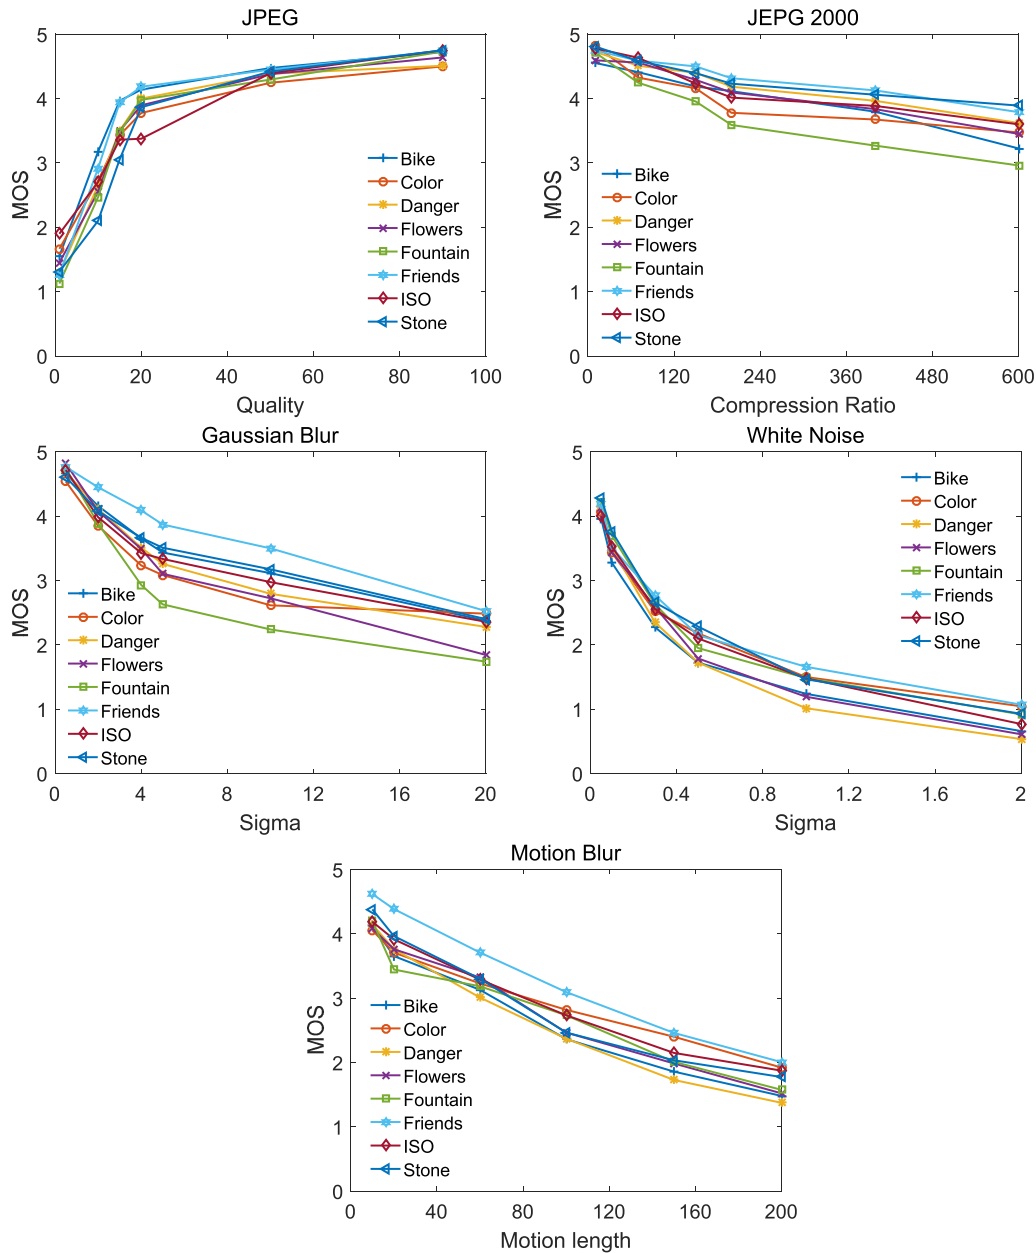 JPEG
5
4
3
2
1
0
MOS
Bike
Color
Danger
Flowers
Fountain
Friends
ISO
Stone
0 20 40 60 80 100
Quality
JEPG 2000
5
4
3
2
1
0
MOS
Bike
Color
Danger
Flowers
Fountain
Friends
ISO
Stone
0 120 240 360 480 600
Compression Ratio
Gaussian Blur
5
4
3
2
1
0
MOS
Bike
Color
Danger
Flowers
Fountain
Friends
ISO
Stone
0 4 8 12 16 20
Sigma
White Noise
5
4
3
2
1
0
MOS
Bike
Color
Danger
Flowers
Fountain
Friends
ISO
Stone
0 0.4 0.8 1.2 1.6 2
Sigma
Motion Blur
5
4
3
2
1
0
MOS
Bike
Color
Danger
Flowers
Fountain
Friends
ISO
Stone
0 40 80 120 160 200
Motion length